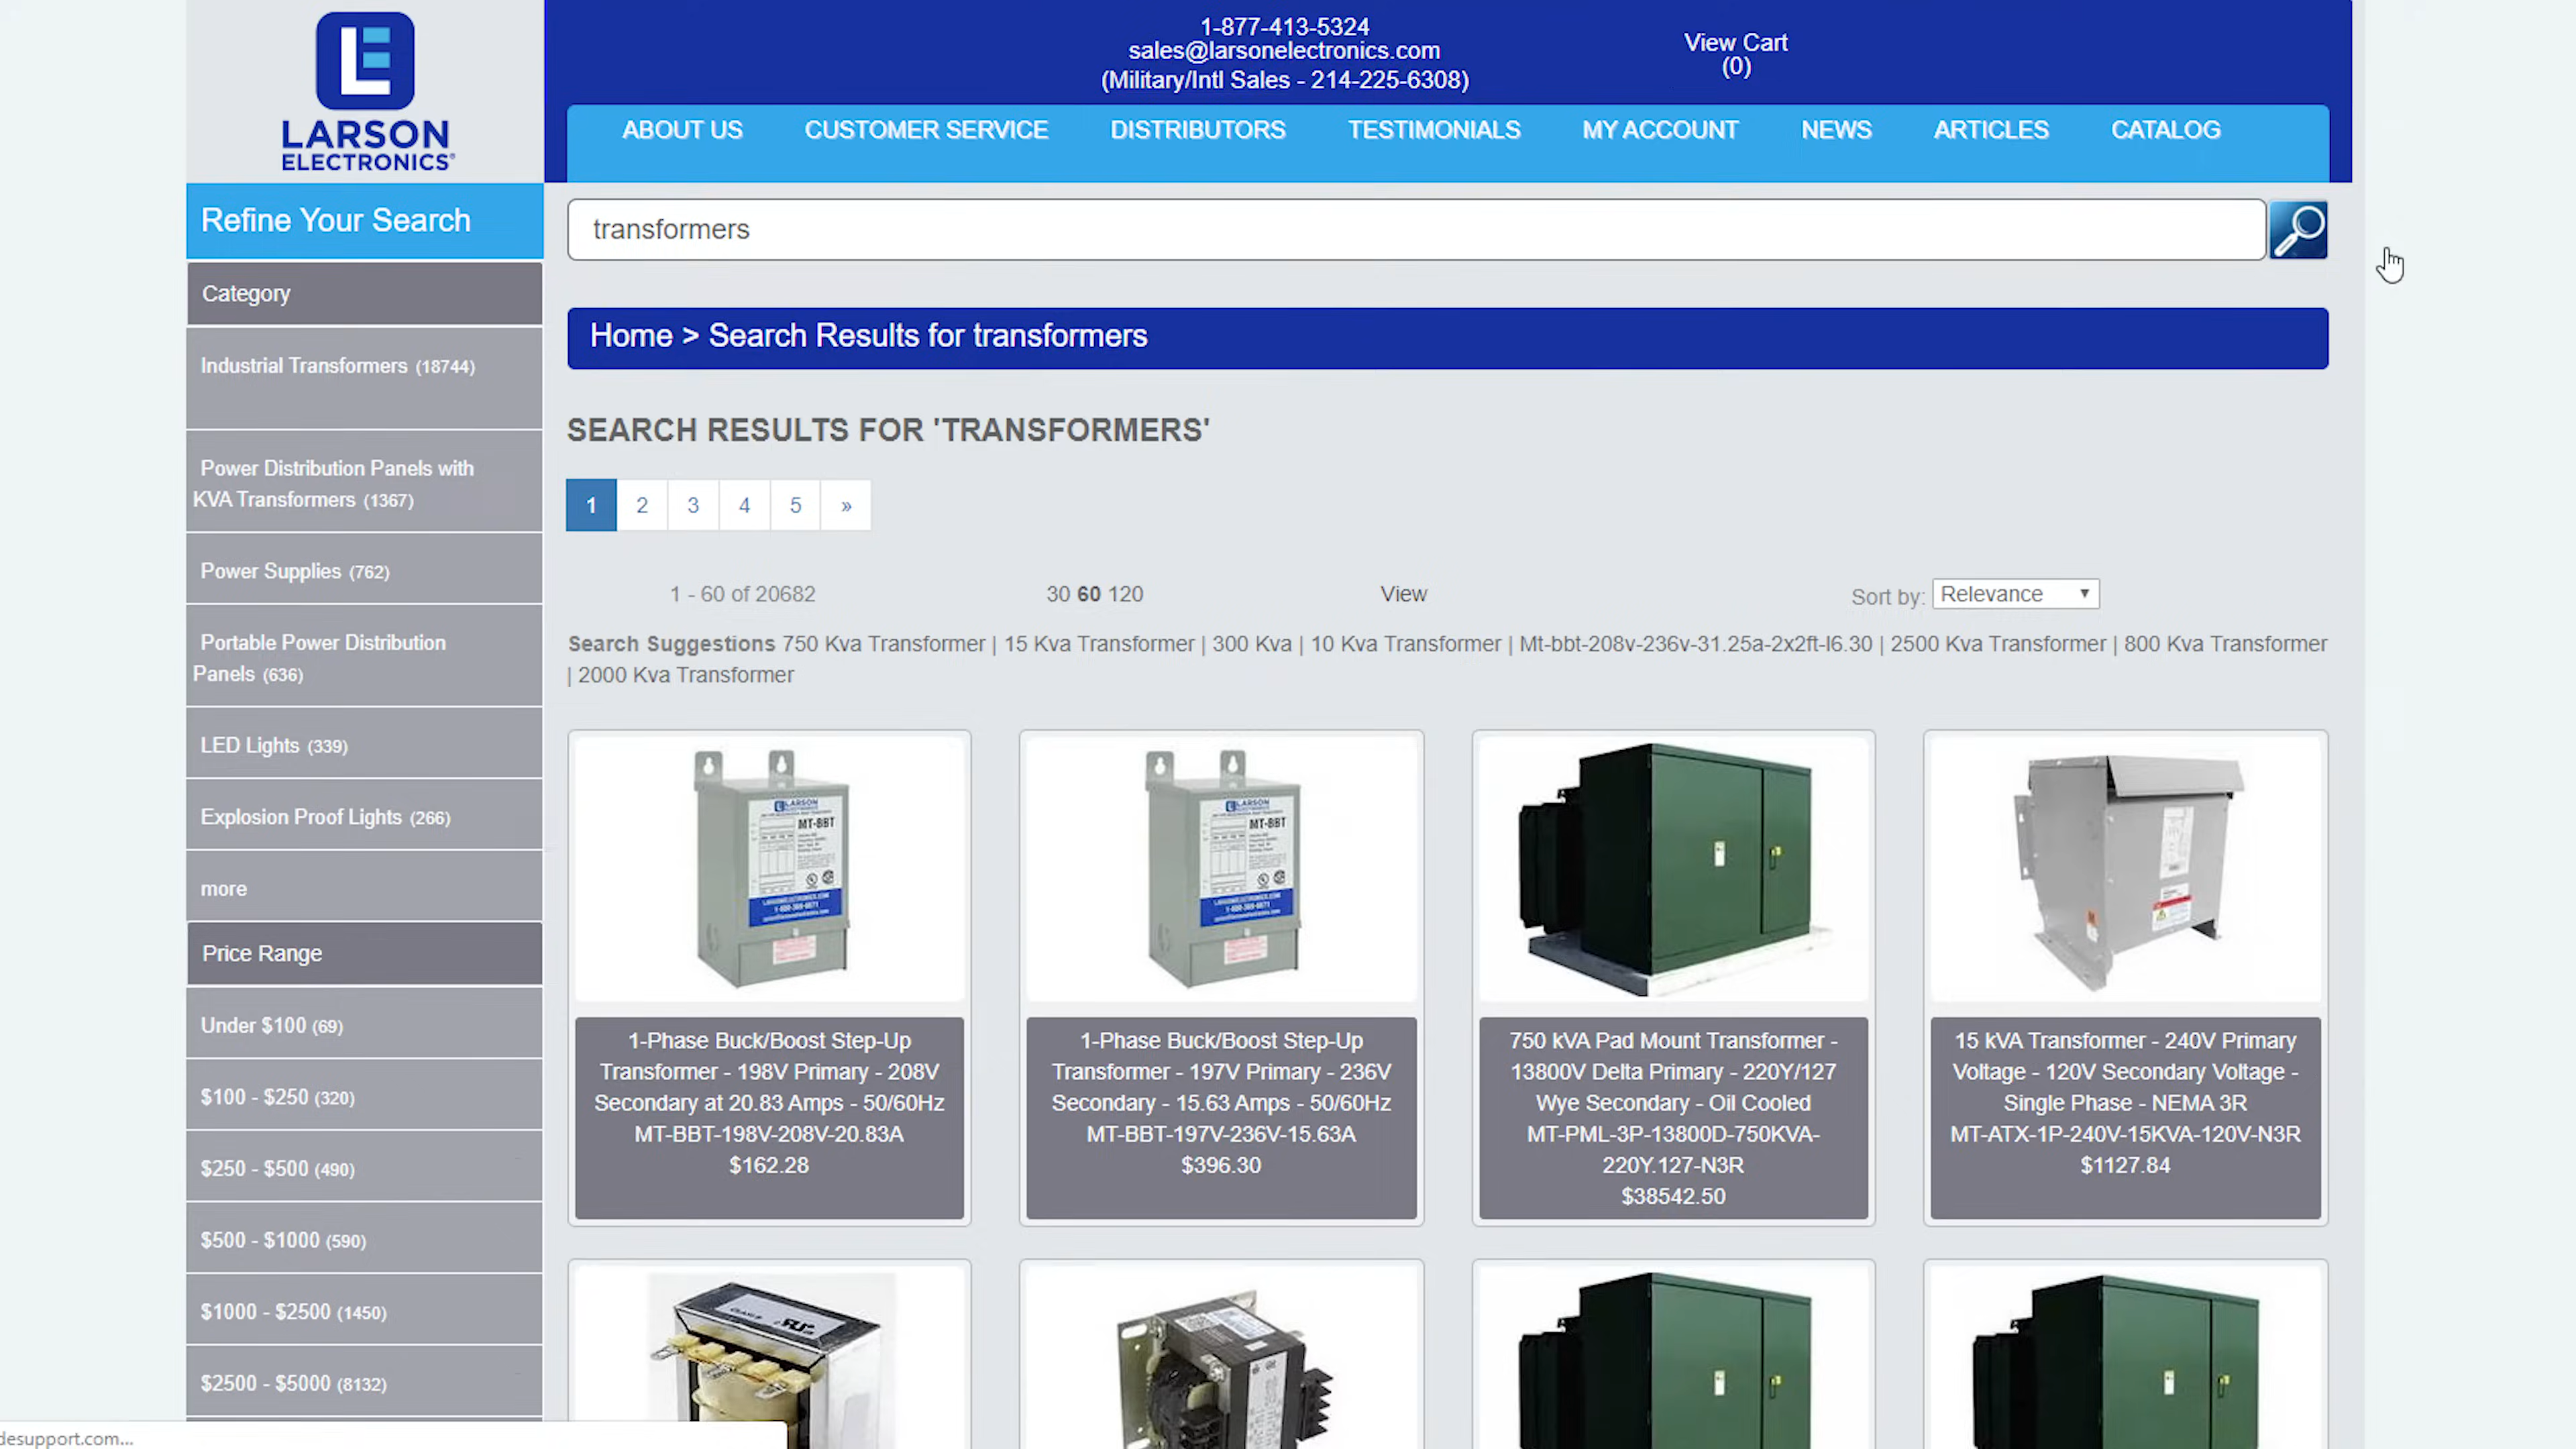 LARSON
ELECTRONICS®
1-877-413-5324
sales@larsonelectronics.com
(Military/Intl Sales - 214-225-6308)
View Cart
(0)
ABOUT US
CUSTOMER SERVICE
DISTRIBUTORS
TESTIMONIALS
MY ACCOUNT
NEWS
ARTICLES
CATALOG
Refine Your Search
Category
Industrial Transformers (18744)
Power Distribution Panels with
KVA Transformers (1367)
Power Supplies (762)
Portable Power Distribution
Panels (636)
LED Lights (339)
Explosion Proof Lights (266)
more
Price Range
Under $100 (69)
$100 - $250 (320)
$250 - $500 (490)
$500 - $1000 (590)
$1000 - $2500 (1450)
$2500 - $5000 (8132)
transformers
Home > Search Results for transformers
SEARCH RESULTS FOR 'TRANSFORMERS'
1 2 3 4 5 »
1 - 60 of 20682
30 60 120
View
Sort by: Relevance
Search Suggestions 750 Kva Transformer | 15 Kva Transformer | 300 Kva | 10 Kva Transformer | Mt-bbt-208v-236v-31.25a-2x2ft-l6.30 | 2500 Kva Transformer | 800 Kva Transformer
| 2000 Kva Transformer
LARSON
ELECTRONICS
MT-BBT
1-Phase Buck/Boost Step-Up
Transformer - 198V Primary - 208V
Secondary at 20.83 Amps - 50/60Hz
MT-BBT-198V-208V-20.83A
$162.28
LARSON
ELECTRONICS
MT-BBT
1-Phase Buck/Boost Step-Up
Transformer - 197V Primary - 236V
Secondary - 15.63 Amps - 50/60Hz
MT-BBT-197V-236V-15.63A
$396.30
750 kVA Pad Mount Transformer -
13800V Delta Primary - 220Y/127
Wye Secondary - Oil Cooled
MT-PML-3P-13800D-750KVA-
220Y.127-N3R
$38542.50
15 kVA Transformer - 240V Primary
Voltage - 120V Secondary Voltage -
Single Phase - NEMA 3R
MT-ATX-1P-240V-15KVA-120V-N3R
$1127.84
desupport.com...